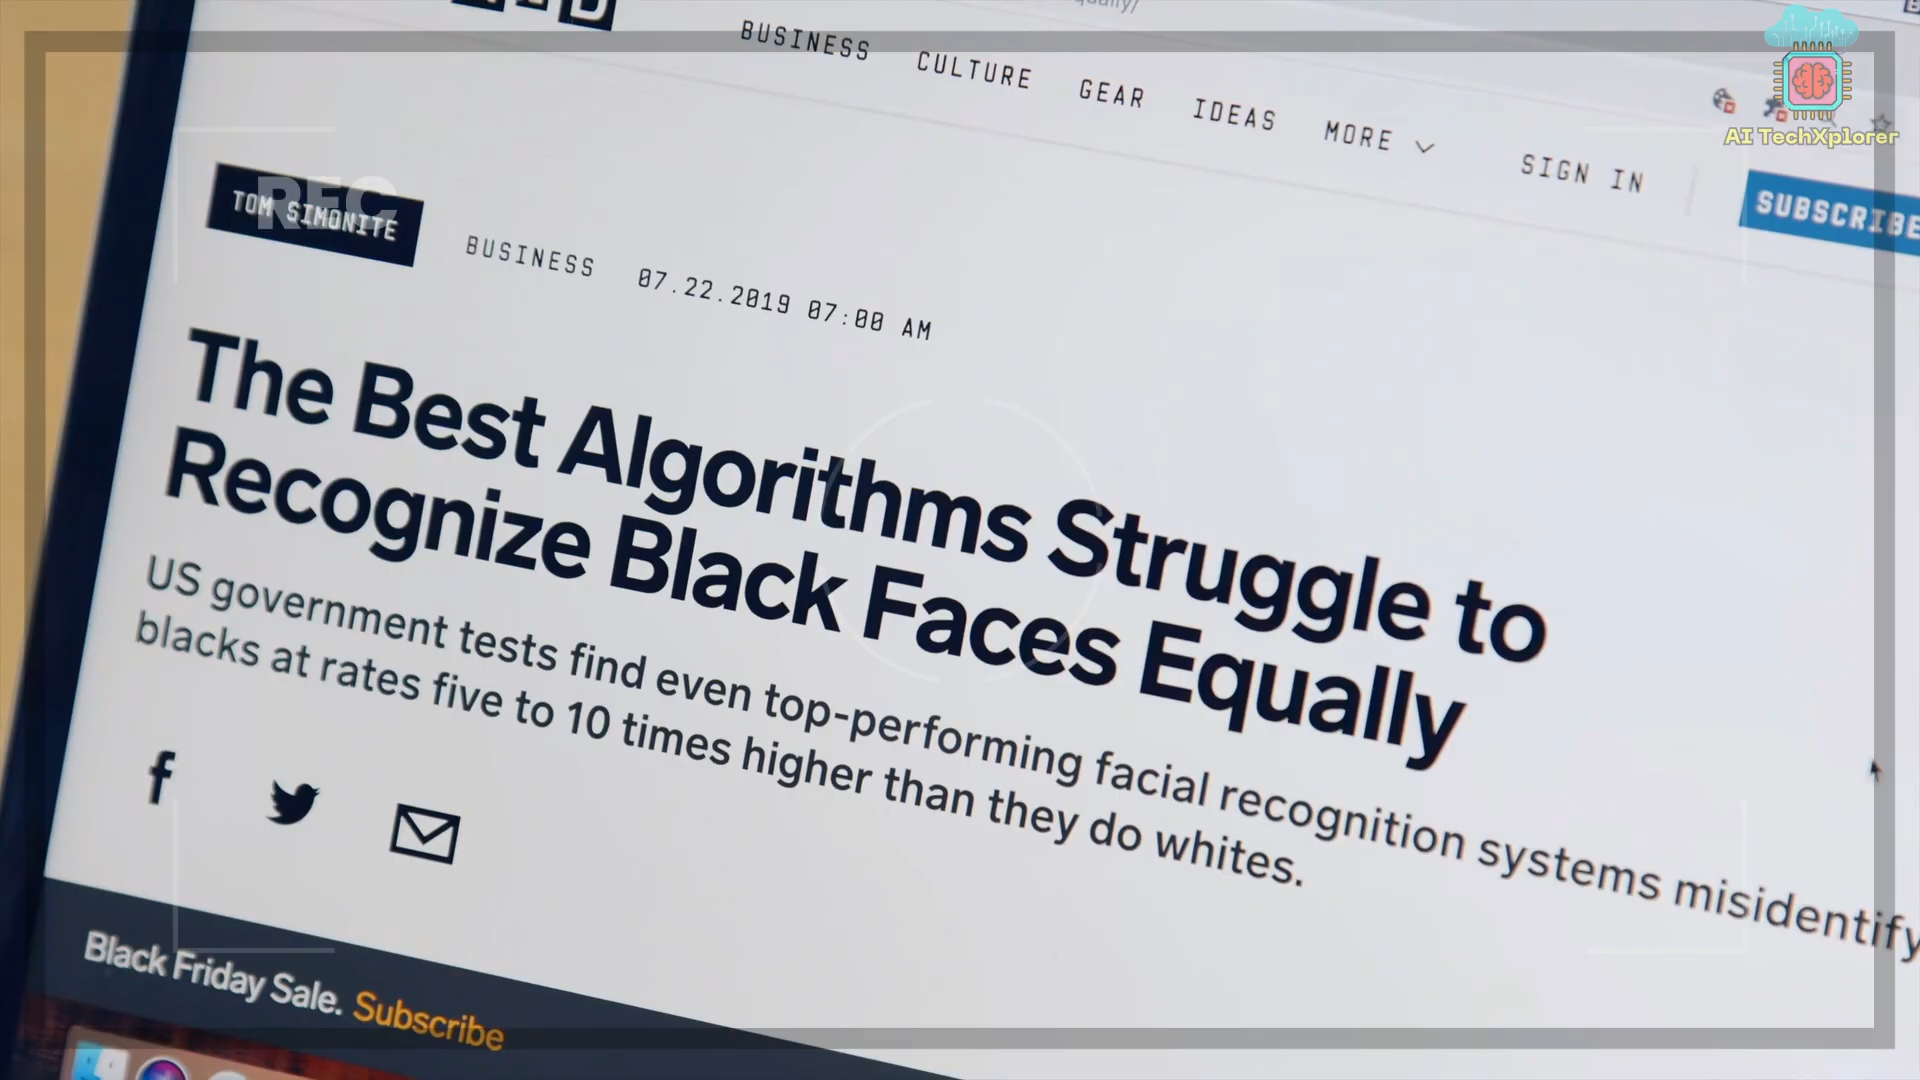 BUSINESS CULTURE GEAR IDEAS MORE
SIGN IN
SUBSCRIBE
AI TechXplorer
REC
TOM SIMONITE BUSINESS 07.22.2019 07:00 AM
The Best Algorithms Struggle to
Recognize Black Faces Equally
US government tests find even top-performing facial recognition systems misidentify
blacks at rates five to 10 times higher than they do whites.
Black Friday Sale. Subscribe